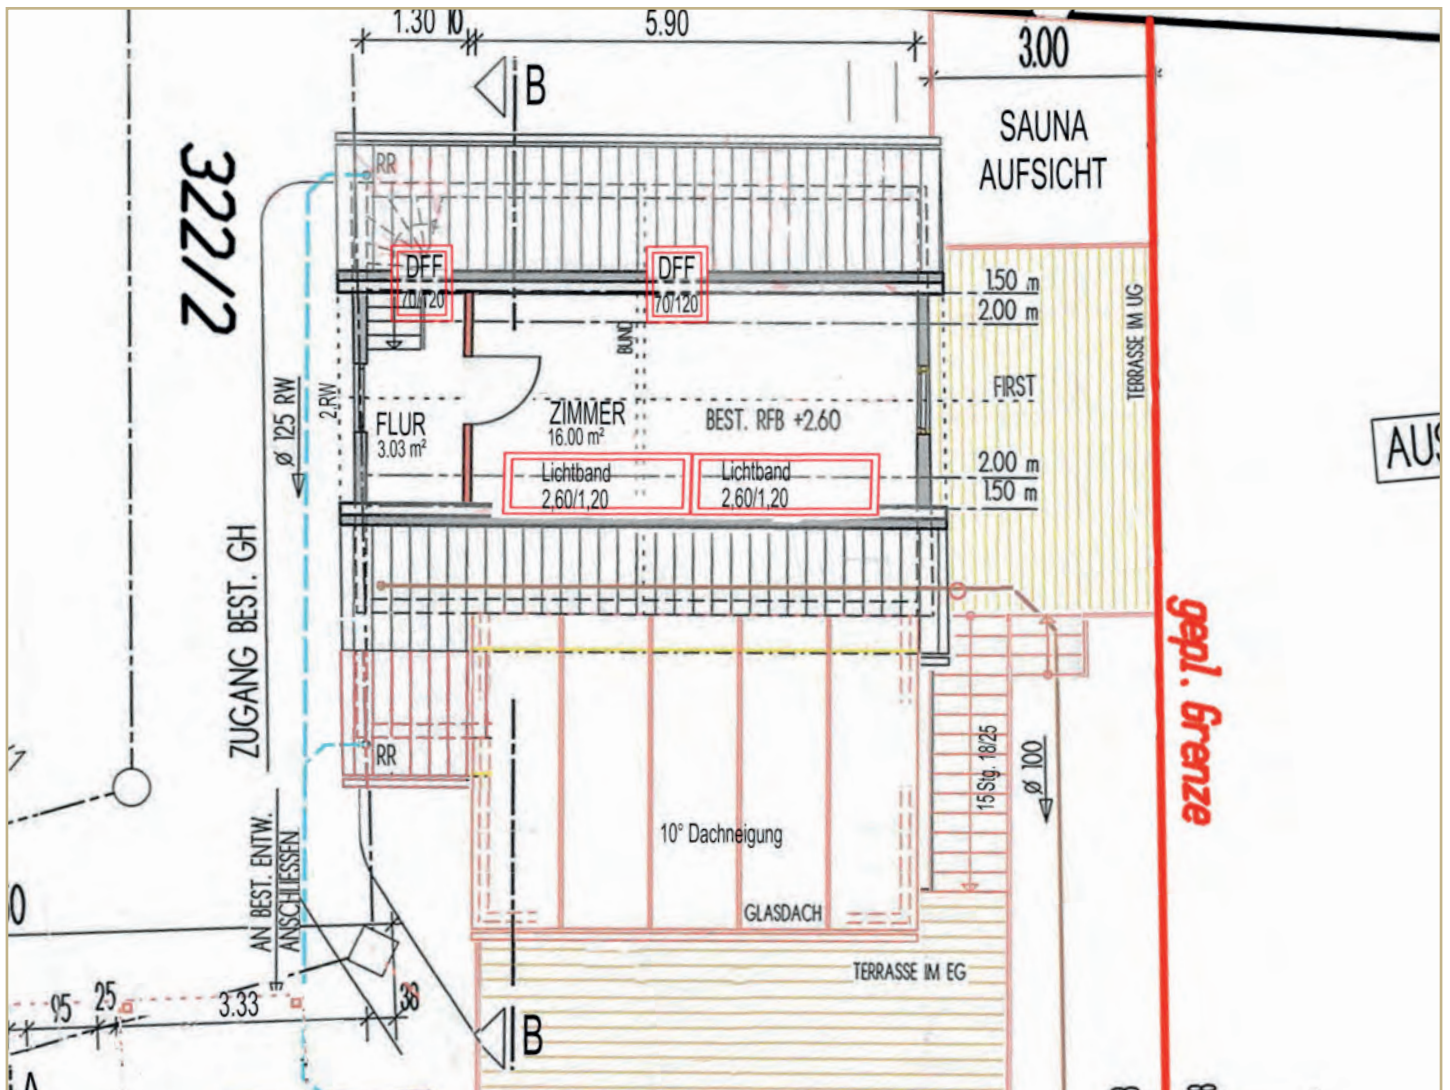 1.30
10
5.90
3.00
B
SAUNA
AUFSICHT
322/2
RR
DFF
70/120
DFF
70/120
1.50 m
2.00 m
TERRASSE IM UG
BUND
FIRST
Ø 125 RW
2.RW
FLUR
3.03 m²
ZIMMER
16.00 m²
BEST. RFB +2.60
Lichtband
2,60/1,20
Lichtband
2,60/1,20
2.00 m
1.50 m
ZUGANG BEST. GH
gepl. Grenze
RR
15 Stg. 18/25
Ø 100
10° Dachneigung
GLASDACH
AN BEST. ENTW.
ANSCHLIESSEN
TERRASSE IM EG
95
25
3.33
38
B